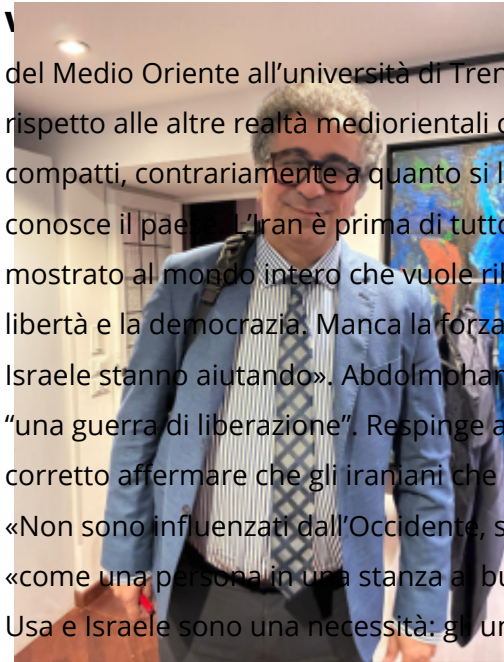 del Medio Oriente all'università di Tren
rispetto alle altre realtà mediorientali
compatti, contrariamente a quanto si l
conosce il paese. L'Iran è prima di tutto
mostrato al mondo intero che vuole rib
libertà e la democrazia. Manca la forza
Israele stanno aiutando». Abdolmoham
“una guerra di liberazione”. Respinge a
corretto affermare che gli iraniani che
«Non sono influenzati dall'Occidente, s
«come una persona in una stanza al bu
Usa e Israele sono una necessità: gli un